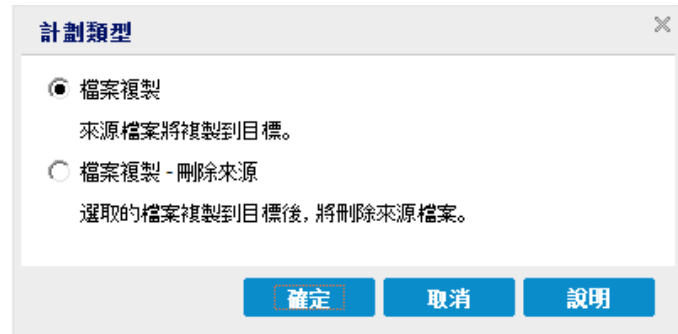 計劃類型
檔案複製
來源檔案將複製到目標。
檔案複製 - 刪除來源
選取的檔案複製到目標後, 將刪除來源檔案。
確定 取消 說明